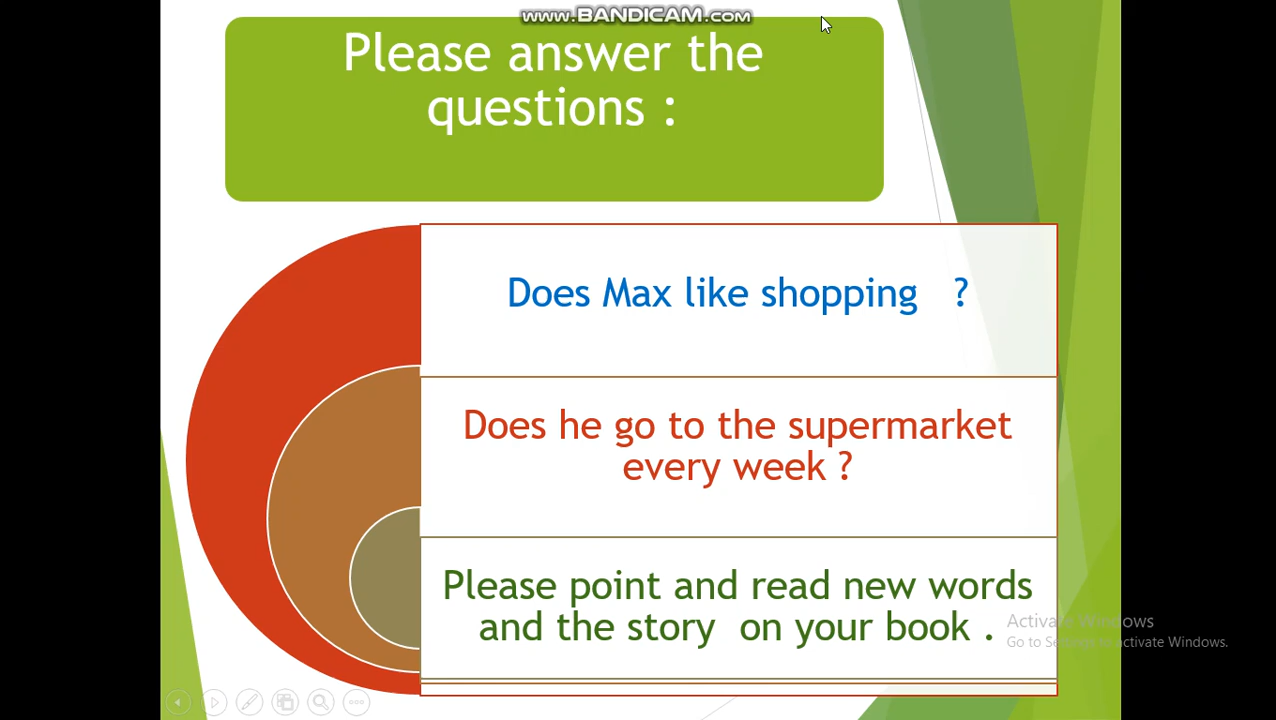 www.BANDICAM.com
Please answer the
questions :
Does Max like shopping ?
Does he go to the supermarket
every week ?
Please point and read new words
and the story on your book .
Activate Windows
Go to Settings to activate Windows.